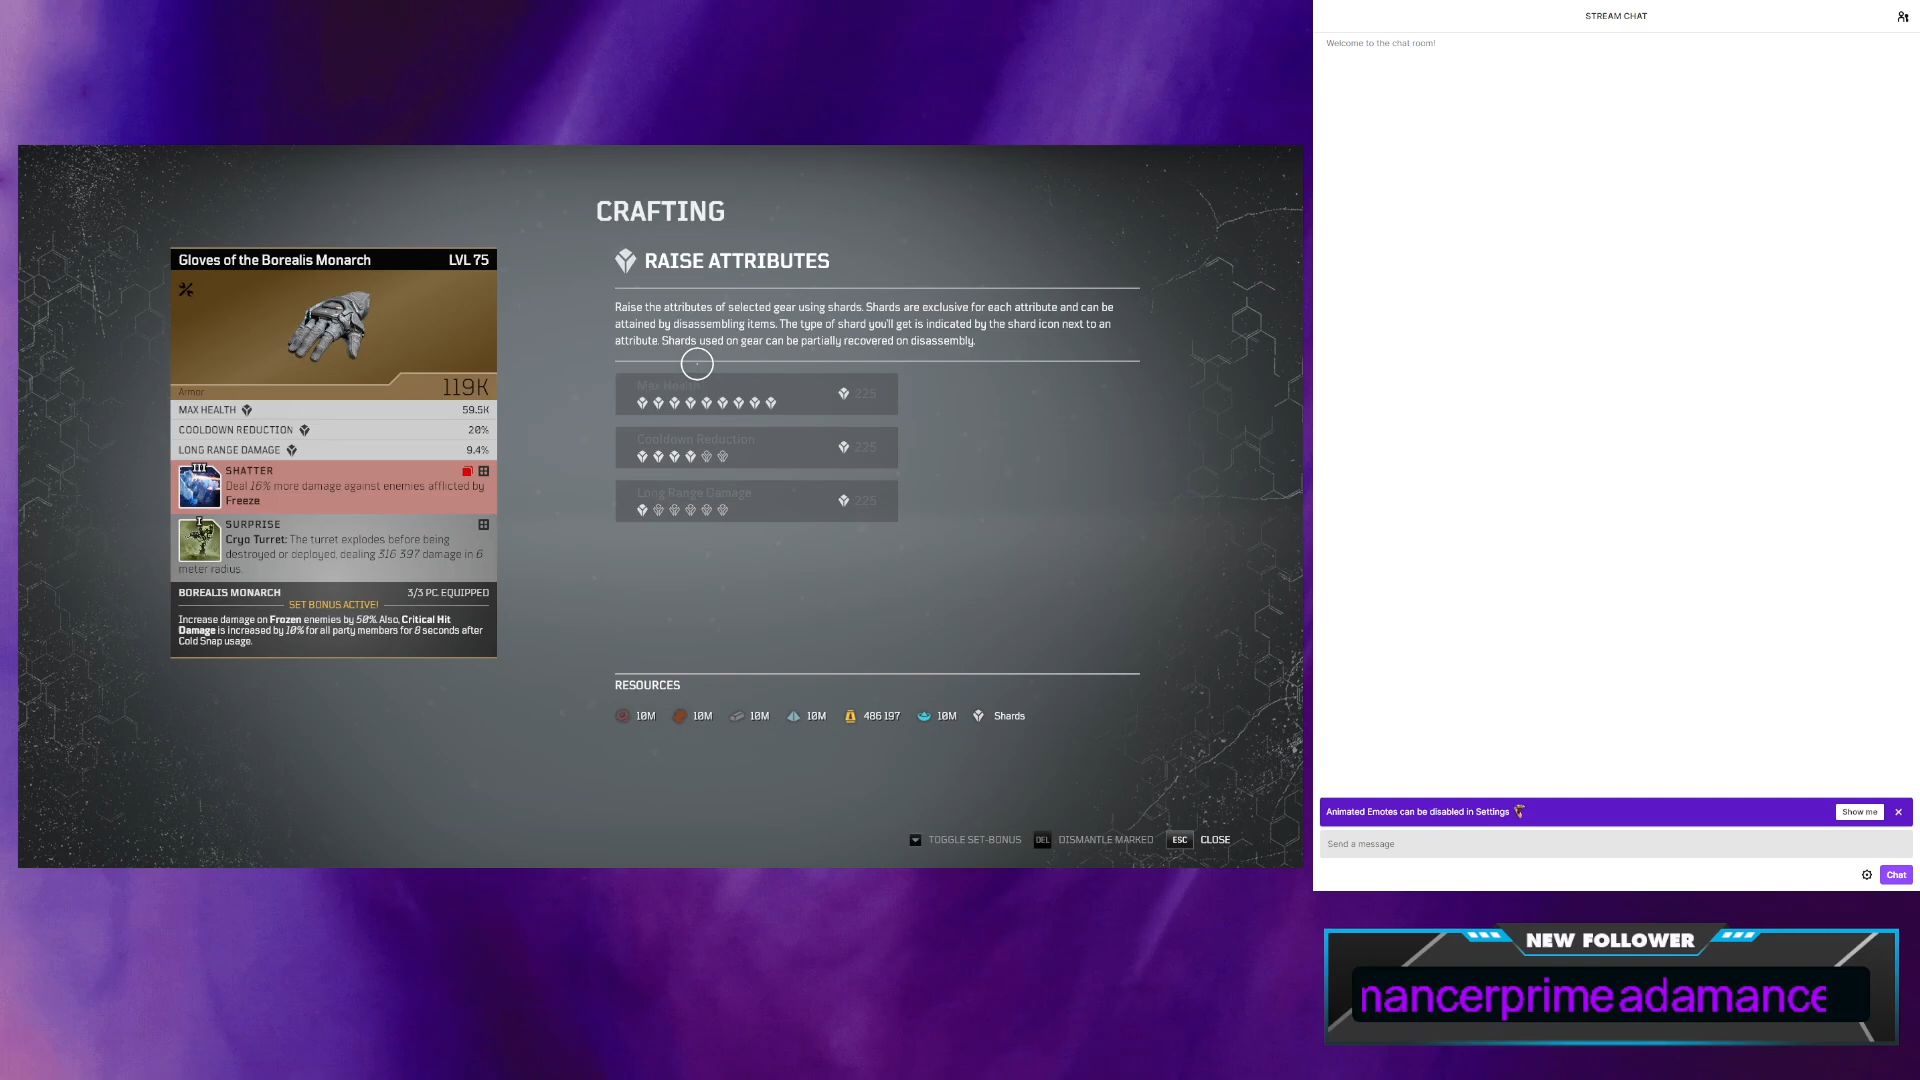 STREAM CHAT
Welcome to the chat room!
CRAFTING
RAISE ATTRIBUTES
Raise the attributes of selected gear using shards. Shards are exclusive for each attribute and can be
attained by disassembling items. The type of shard you'll get is indicated by the shard icon next to an
attribute. Shards used on gear can be partially recovered on disassembly.
Max Health
225
Cooldown Reduction
225
Long Range Damage
225
Gloves of the Borealis Monarch LVL 75
Armor 119K
MAX HEALTH 59.5K
COOLDOWN REDUCTION 20%
LONG RANGE DAMAGE 9.4%
III SHATTER
Deal 16% more damage against enemies afflicted by
Freeze
I SURPRISE
Cryo Turret: The turret explodes before being
destroyed or deployed, dealing 316 397 damage in 6
meter radius.
BOREALIS MONARCH 3/3 PC. EQUIPPED
SET BONUS ACTIVE!
Increase damage on Frozen enemies by 50%. Also, Critical Hit
Damage is increased by 10% for all party members for 8 seconds after
Cold Snap usage.
RESOURCES
10M 10M 10M 10M 486 197 10M Shards
TOGGLE SET-BONUS DEL DISMANTLE MARKED ESC CLOSE
Animated Emotes can be disabled in Settings Show me
Send a message
Chat
NEW FOLLOWER
nancerprime adamance